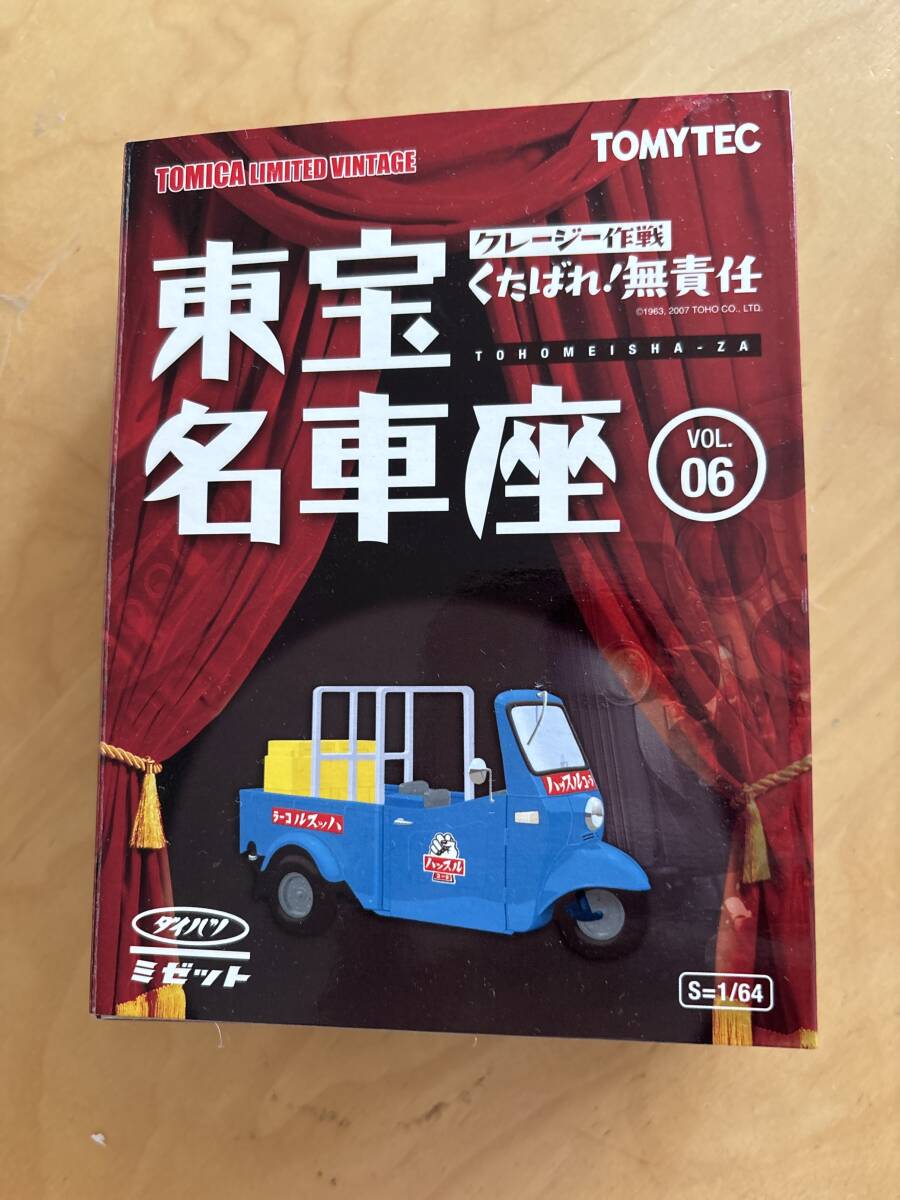 TOMICA LIMITED VINTAGE
TOMYTEC
東宝
名車座
クレージー作戦
くたばれ!無責任
©1963, 2007 TOHO CO., LTD.
TOHOMEISHA-ZA
VOL.
06
ハッスルコーラ
ラーコルスッハ
ハッスル
ダイハツ
ミゼット
S=1/64